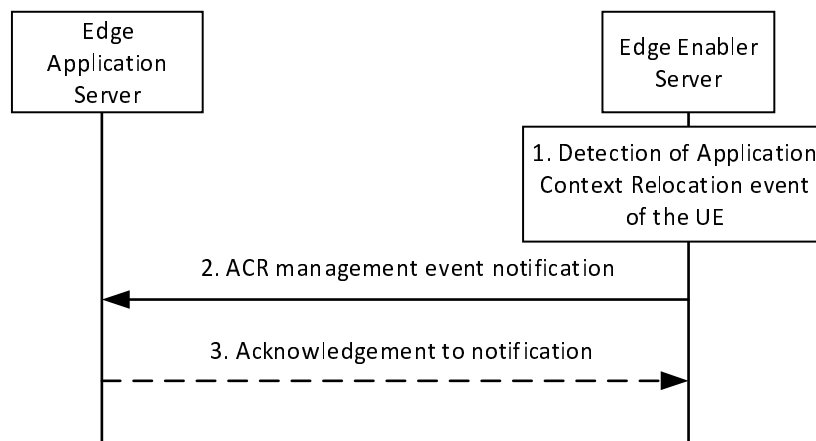 Edge
Application
Server
Edge Enabler
Server
1. Detection of Application
Context Relocation event
of the UE
2. ACR management event notification
3. Acknowledgement to notification